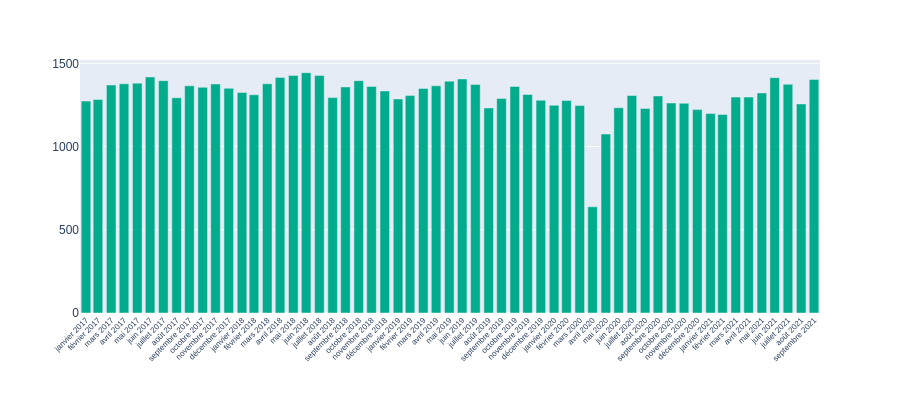 1500
1000
500
0
janvier 2017
février 2017
mars 2017
avril 2017
mai 2017
juin 2017
juillet 2017
août 2017
septembre 2017
octobre 2017
novembre 2017
décembre 2017
janvier 2018
février 2018
mars 2018
avril 2018
mai 2018
juin 2018
juillet 2018
août 2018
septembre 2018
octobre 2018
novembre 2018
décembre 2018
janvier 2019
février 2019
mars 2019
avril 2019
mai 2019
juin 2019
juillet 2019
août 2019
septembre 2019
octobre 2019
novembre 2019
décembre 2019
janvier 2020
février 2020
mars 2020
avril 2020
mai 2020
juin 2020
juillet 2020
août 2020
septembre 2020
octobre 2020
novembre 2020
décembre 2020
janvier 2021
février 2021
mars 2021
avril 2021
mai 2021
juin 2021
juillet 2021
août 2021
septembre 2021